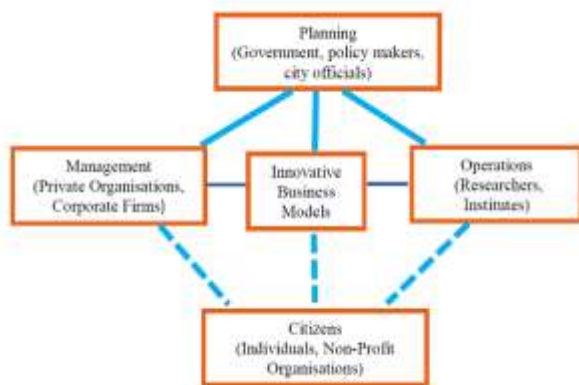 Planning
(Government, policy makers,
city officials)
Management
(Private Organisations,
Corporate Firms)
Innovative
Business
Models
Operations
(Researchers,
Institutes)
Citizens
(Individuals, Non-Profit
Organisations)